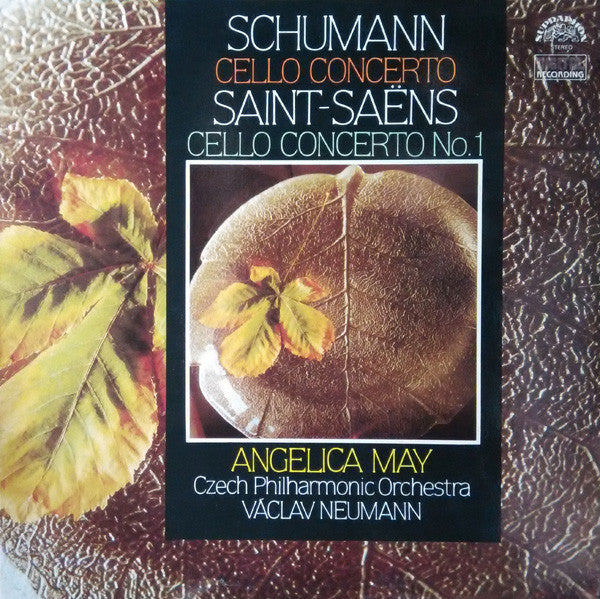 SCHUMANN
CELLO CONCERTO
SAINT-SAËNS
CELLO CONCERTO No.1
SUPRAPHON
STEREO
RECORDING
ANGELICA MAY
Czech Philharmonic Orchestra
VÁCLAV NEUMANN